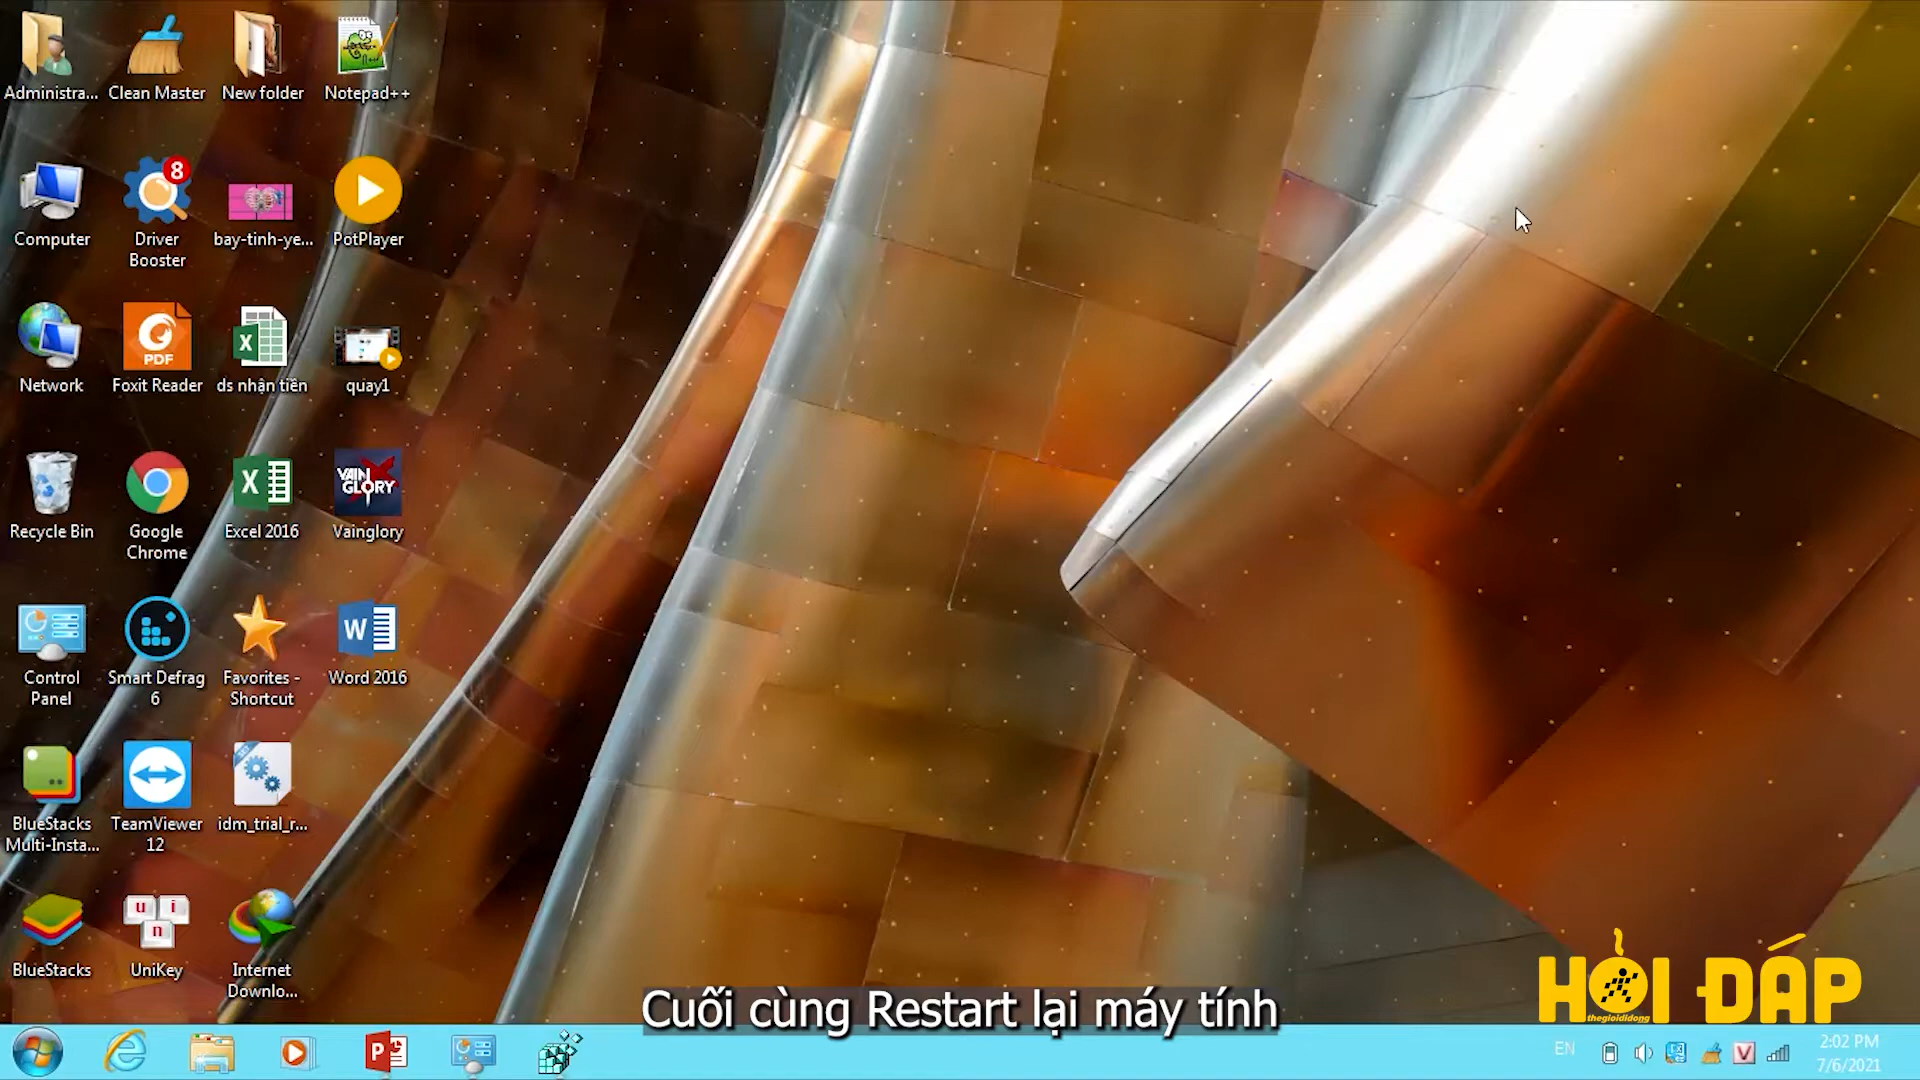 Administra...
Clean Master
New folder
Notepad++
Computer
8
Driver
Booster
bay-tinh-ye...
PotPlayer
Network
PDF
Foxit Reader
X
ds nhận tiền
quay1
Recycle Bin
Google
Chrome
X
Excel 2016
VAIN
GLORY
Vainglory
Control
Panel
Smart Defrag
6
Favorites -
Shortcut
W
Word 2016
BlueStacks
Multi-Insta...
TeamViewer
12
idm_trial_r...
BlueStacks
u i
n
UniKey
Internet
Downlo...
Cuối cùng Restart lại máy tính
HỎI ĐÁP
thegioididong
P
EN
V
2:02 PM
7/6/2021